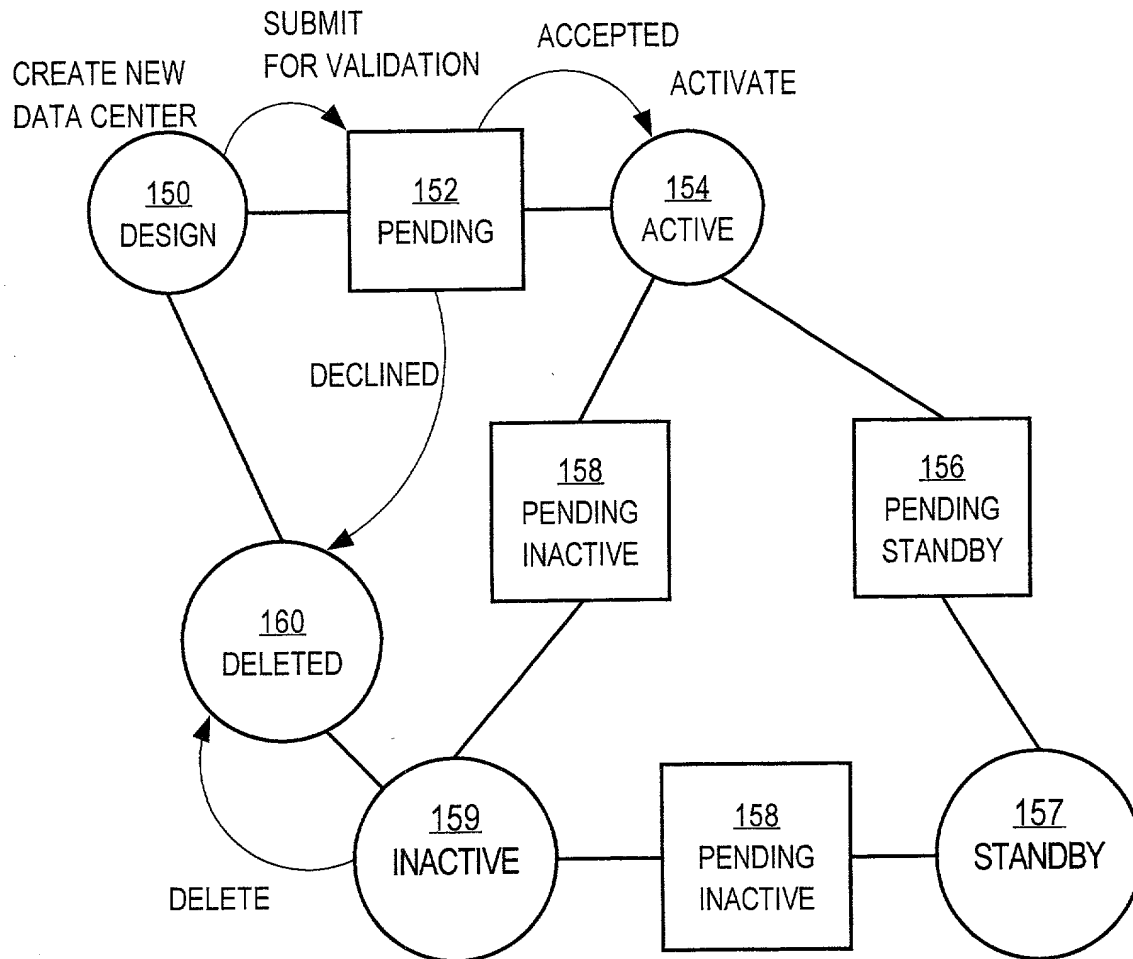 SUBMIT
FOR VALIDATION
ACCEPTED
CREATE NEW
DATA CENTER
ACTIVATE
150
DESIGN
152
PENDING
154
ACTIVE
DECLINED
158
PENDING
INACTIVE
156
PENDING
STANDBY
160
DELETED
159
INACTIVE
158
PENDING
INACTIVE
157
STANDBY
DELETE